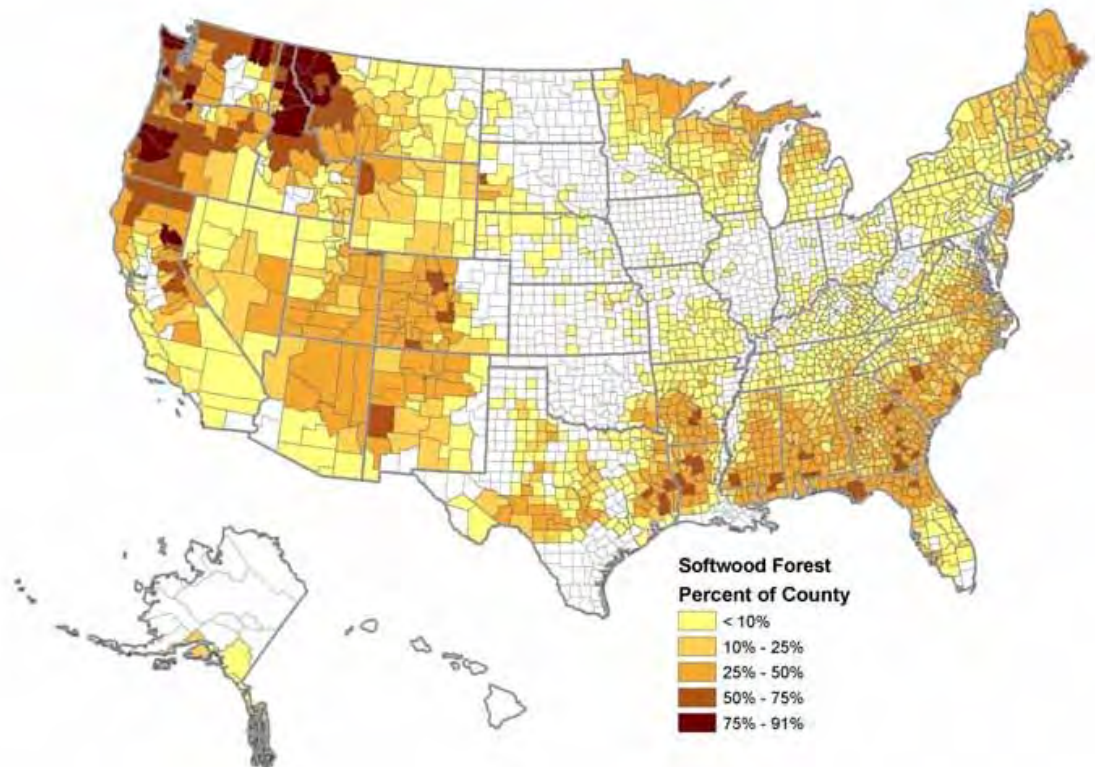 Softwood Forest
Percent of County
< 10%
10% - 25%
25% - 50%
50% - 75%
75% - 91%